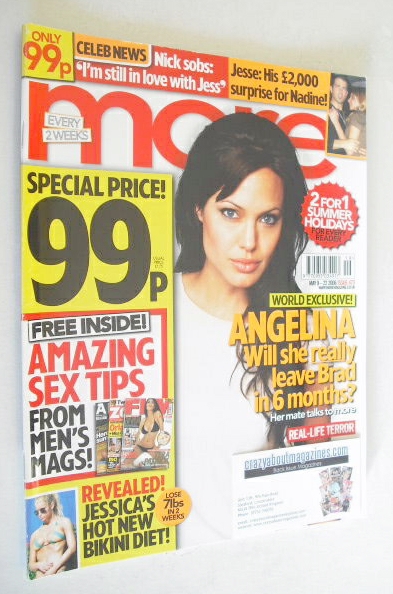 ONLY
99p
CELEB NEWS
Nick sobs:
"I'm still in love with Jess"
Jesse: His £2,000
surprise for Nadine!
more
EVERY
2 WEEKS
SPECIAL PRICE!
99p
2 FOR 1
SUMMER
HOLIDAYS
FOR EVERY
READER
WORLD EXCLUSIVE!
ANGELINA
Will she really
leave Brad
in 6 months?
Her mate talks to more
REAL-LIFE TERROR
FREE INSIDE!
AMAZING
SEX TIPS
FROM
MEN'S
MAGS!
crazyaboutmagazines.com
Back Issue Magazines
REVEALED!
JESSICA'S
HOT NEW
BIKINI DIET!
LOSE
7lbs
IN 2
WEEKS